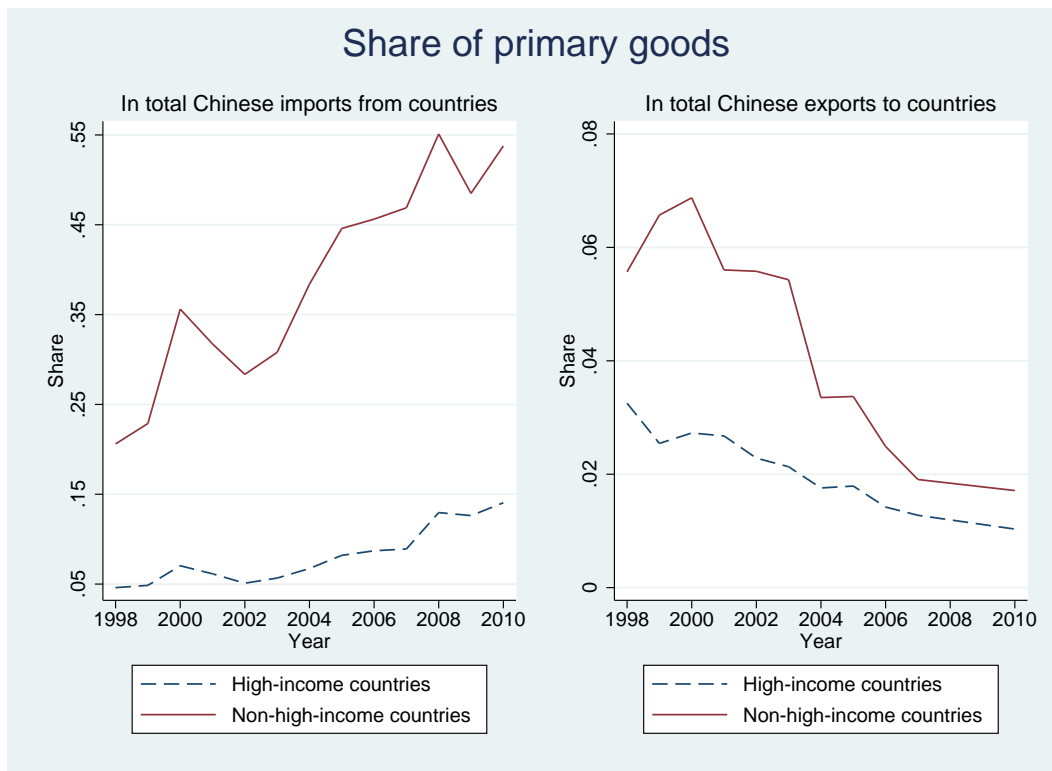 Share of primary goods
In total Chinese imports from countries
.55
.45
.35
.25
.15
.05
Share
1998 2000 2002 2004 2006 2008 2010
Year
High-income countries
Non-high-income countries
In total Chinese exports to countries
.08
.06
.04
.02
0
Share
1998 2000 2002 2004 2006 2008 2010
Year
High-income countries
Non-high-income countries